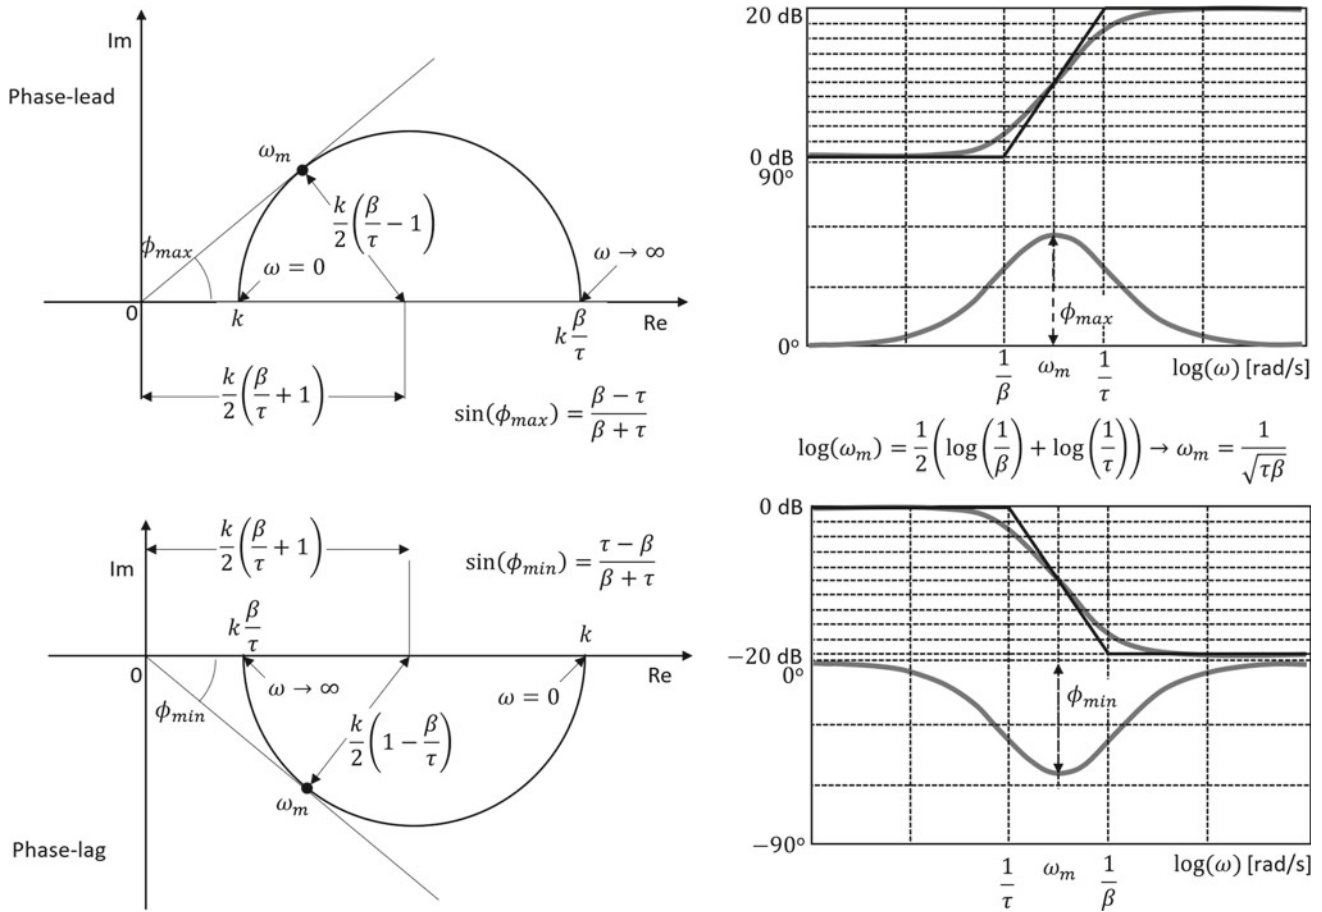 Im
Phase-lead
ω_m
ϕ_max
k/2(β/τ − 1)
ω = 0
ω → ∞
0
k
k β/τ
Re
k/2(β/τ + 1)
sin(ϕ_max) = (β − τ)/(β + τ)
20 dB
0 dB
90°
ϕ_max
0°
1/β
ω_m
1/τ
log(ω) [rad/s]
log(ω_m) = 1/2(log(1/β) + log(1/τ)) → ω_m = 1/√(τβ)
k/2(β/τ + 1)
sin(ϕ_min) = (τ − β)/(β + τ)
Im
k β/τ
k
0
ω → ∞
ω = 0
Re
ϕ_min
k/2(1 − β/τ)
ω_m
Phase-lag
0 dB
−20 dB
0°
ϕ_min
−90°
1/τ
ω_m
1/β
log(ω) [rad/s]